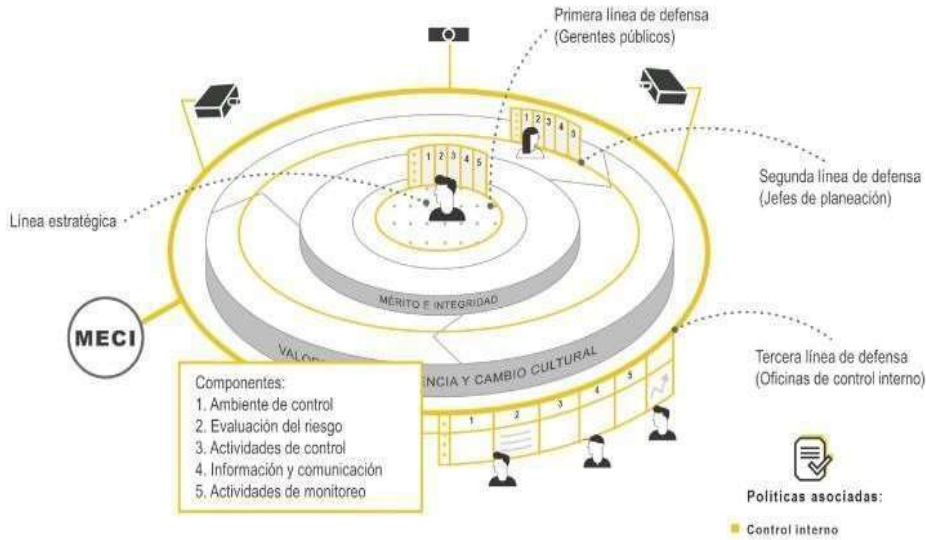 Primera línea de defensa
(Gerentes públicos)
1 2 3 4 3
1 2 3 4 5
Segunda línea de defensa
(Jefes de planeación)
Línea estratégica
MÉRITO E INTEGRIDAD
MECI
VALOR ENCIA Y CAMBIO CULTURAL
Tercera línea de defensa
(Oficinas de control interno)
Componentes:
1. Ambiente de control
2. Evaluación del riesgo
3. Actividades de control
4. Información y comunicación
5. Actividades de monitoreo
1 2 3 4 5
Políticas asociadas:
Control interno